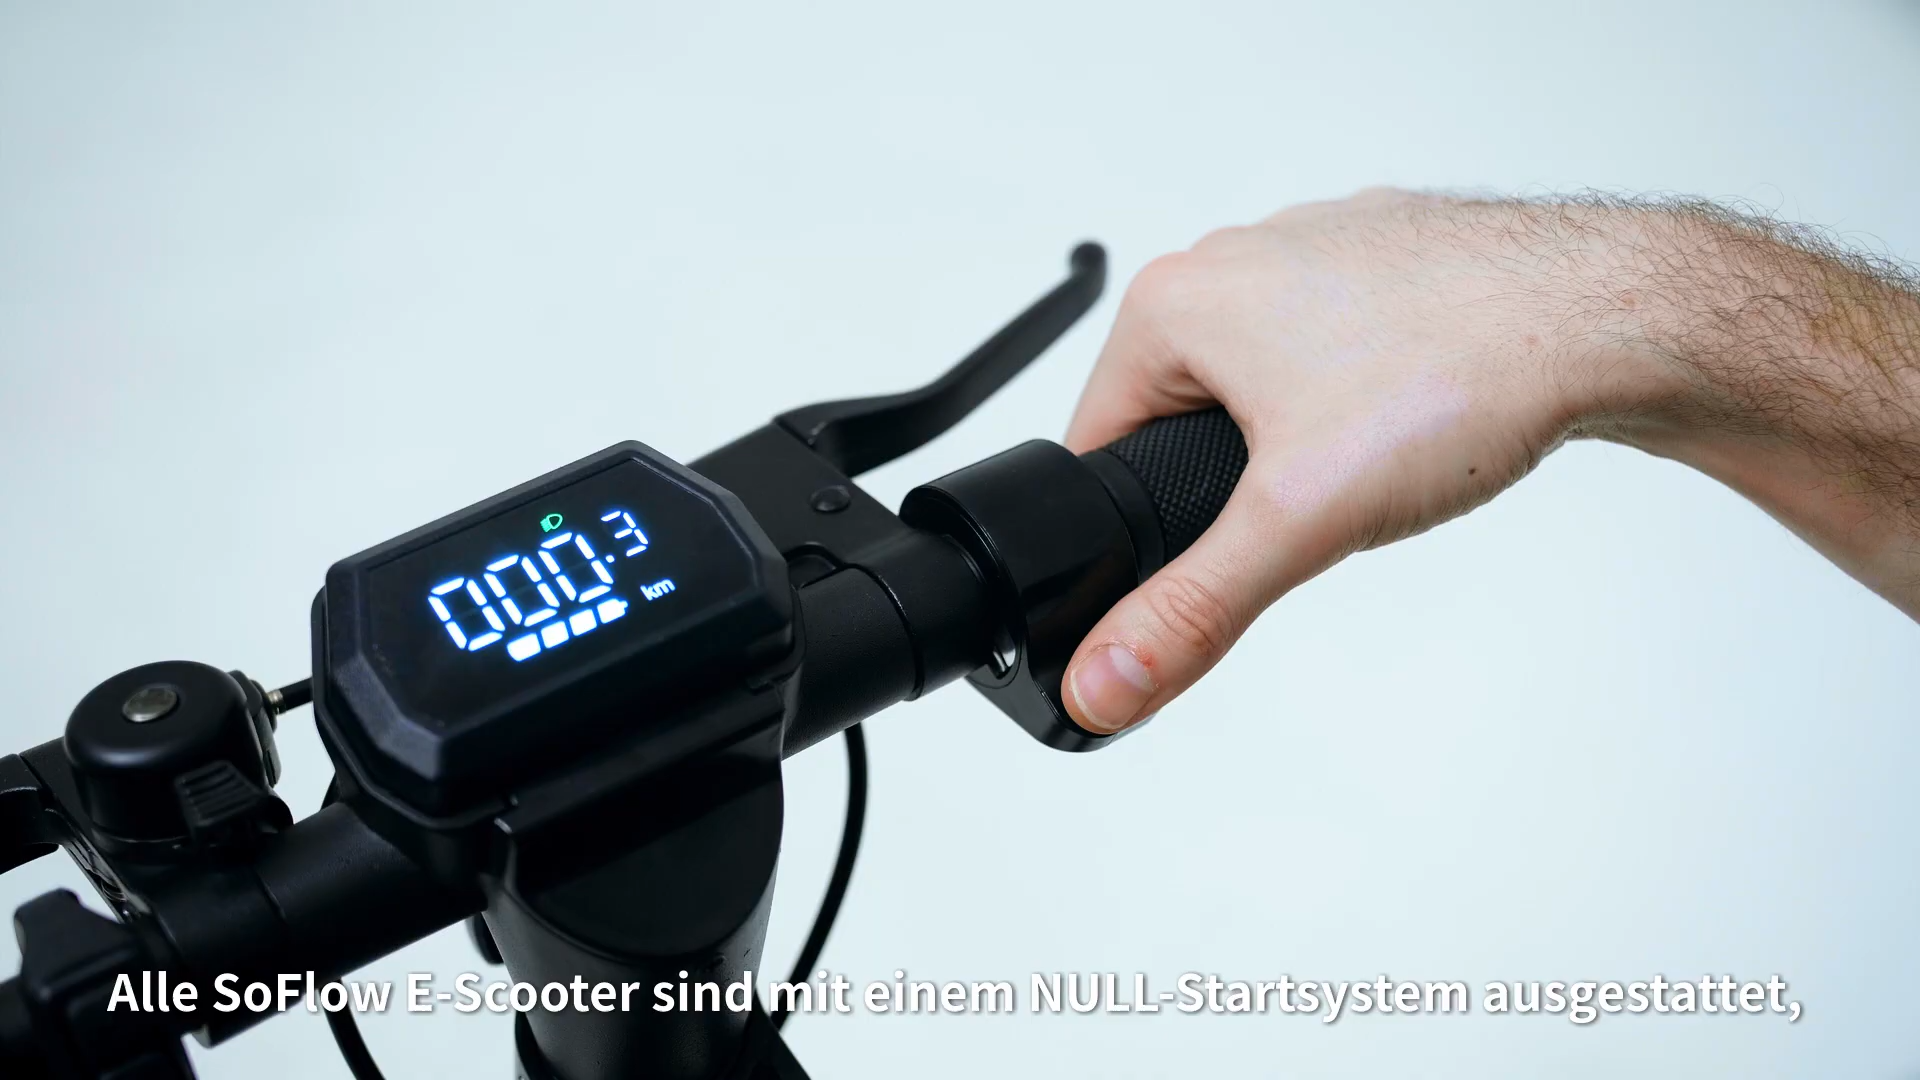 000.3
km
Alle SoFlow E-Scooter sind mit einem NULL-Startsystem ausgestattet,